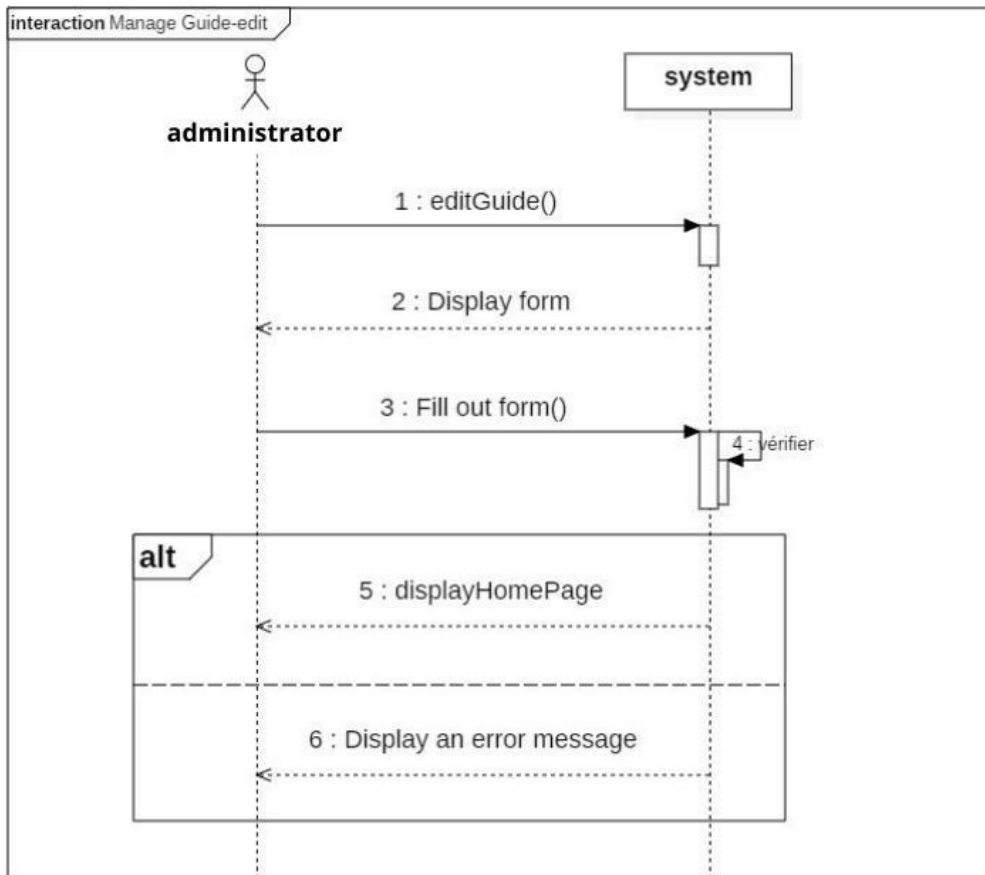 interaction Manage Guide-edit
system
administrator
1 : editGuide()
2 : Display form
3 : Fill out form()
4 : vérifier
alt
5 : displayHomePage
6 : Display an error message